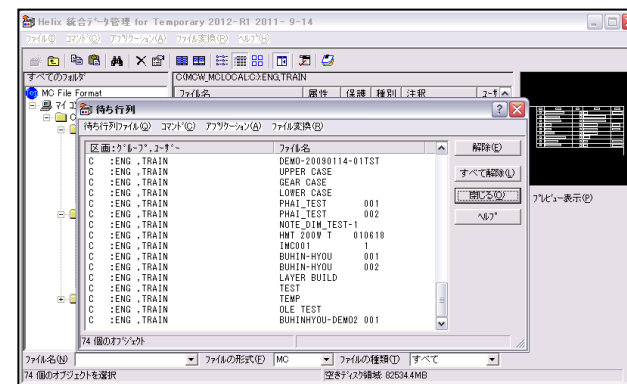 Helix 統合ﾃﾞｰﾀ管理 for Temporary 2012-R1 2011- 9-14
ﾌｧｲﾙ(F) ｺﾏﾝﾄﾞ(C) ｱﾌﾟﾘｹｰｼｮﾝ(A) ﾌｧｲﾙ変換(R) ﾍﾙﾌﾟ(H)
すべてのﾌｫﾙﾀﾞ
C(MCW_MCLOCAL:C):ENG,TRAIN
MC File Format
ﾌｧｲﾙ名 属性 保護 種別 注釈
待ち行列
待ち行列ﾌｧｲﾙ(Q) ｺﾏﾝﾄﾞ(C) ｱﾌﾟﾘｹｰｼｮﾝ(A) ﾌｧｲﾙ変換(R)
区画:ｸﾞﾙｰﾌﾟ,ﾕｰｻﾞｰ ﾌｧｲﾙ名
C :ENG ,TRAIN DEMO-20090114-01TST
C :ENG ,TRAIN UPPER CASE
C :ENG ,TRAIN GEAR CASE
C :ENG ,TRAIN LOWER CASE
C :ENG ,TRAIN PHAI_TEST 001
C :ENG ,TRAIN PHAI_TEST 002
C :ENG ,TRAIN NOTE_DIM_TEST-1
C :ENG ,TRAIN HMT 200W T 010618
C :ENG ,TRAIN IMC001 1
C :ENG ,TRAIN BUHIN-HYOU 001
C :ENG ,TRAIN BUHIN-HYOU 002
C :ENG ,TRAIN LAYER BUILD
C :ENG ,TRAIN TEST
C :ENG ,TRAIN TEMP
C :ENG ,TRAIN OLE TEST
C :ENG ,TRAIN BUHINHYOU-DEMO2 001
解除(E)
すべて解除(L)
閉じる(O)
ﾍﾙﾌﾟ
74 個のｵﾌﾞｼﾞｪｸﾄ
ﾌﾟﾚﾋﾞｭｰ表示(P)
ﾌｧｲﾙ名(N) ﾌｧｲﾙの形式(E) MC ﾌｧｲﾙの種類(T) すべて
74 個のオブジェクトを選択 空きﾃﾞｨｽｸ領域: 82534.4MB